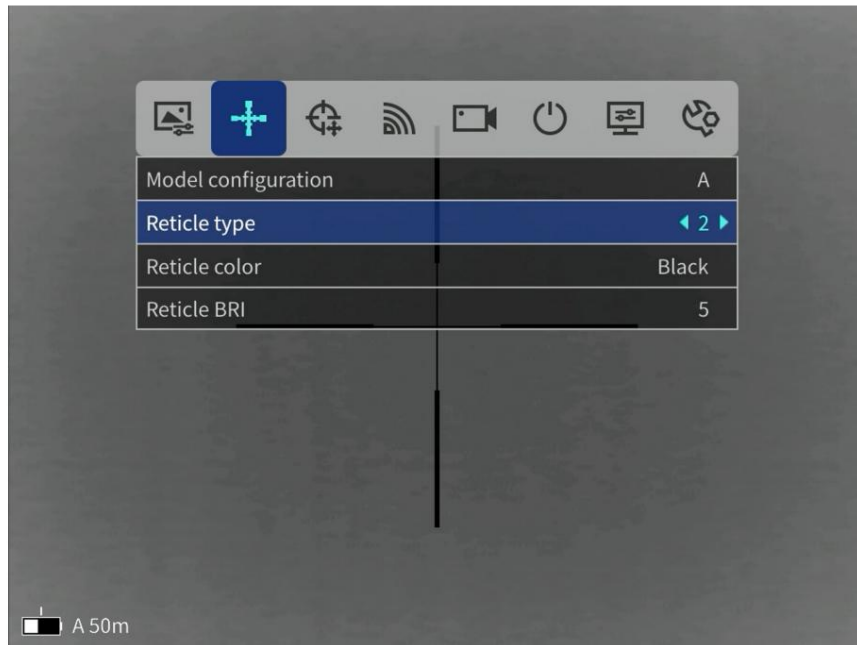 Model configuration A
Reticle type 2
Reticle color Black
Reticle BRI 5
A 50m